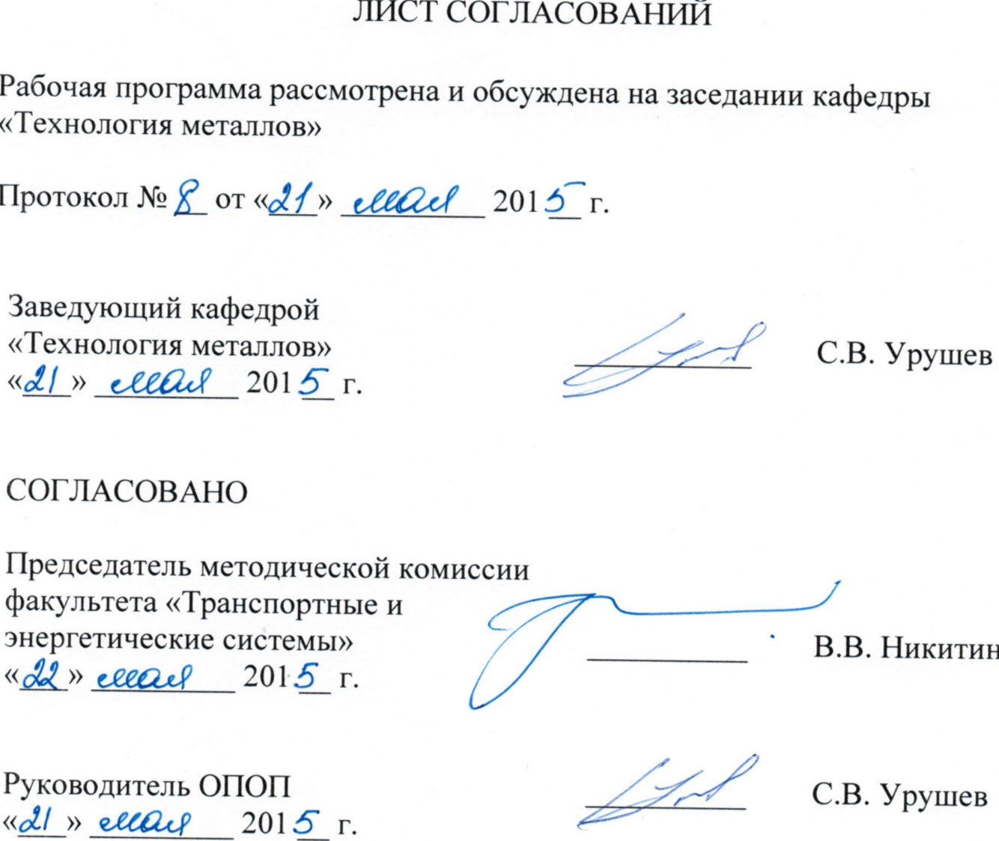 ЛИСТ СОГЛАСОВАНИЙ
Рабочая программа рассмотрена и обсуждена на заседании кафедры
«Технология металлов»
Протокол № 8 от «21» мая 2015 г.
Заведующий кафедрой
«Технология металлов» С.В. Урушев
«21» мая 2015 г.
СОГЛАСОВАНО
Председатель методической комиссии
факультета «Транспортные и
энергетические системы» В.В. Никитин
«22» мая 2015 г.
Руководитель ОПОП С.В. Урушев
«21» мая 2015 г.